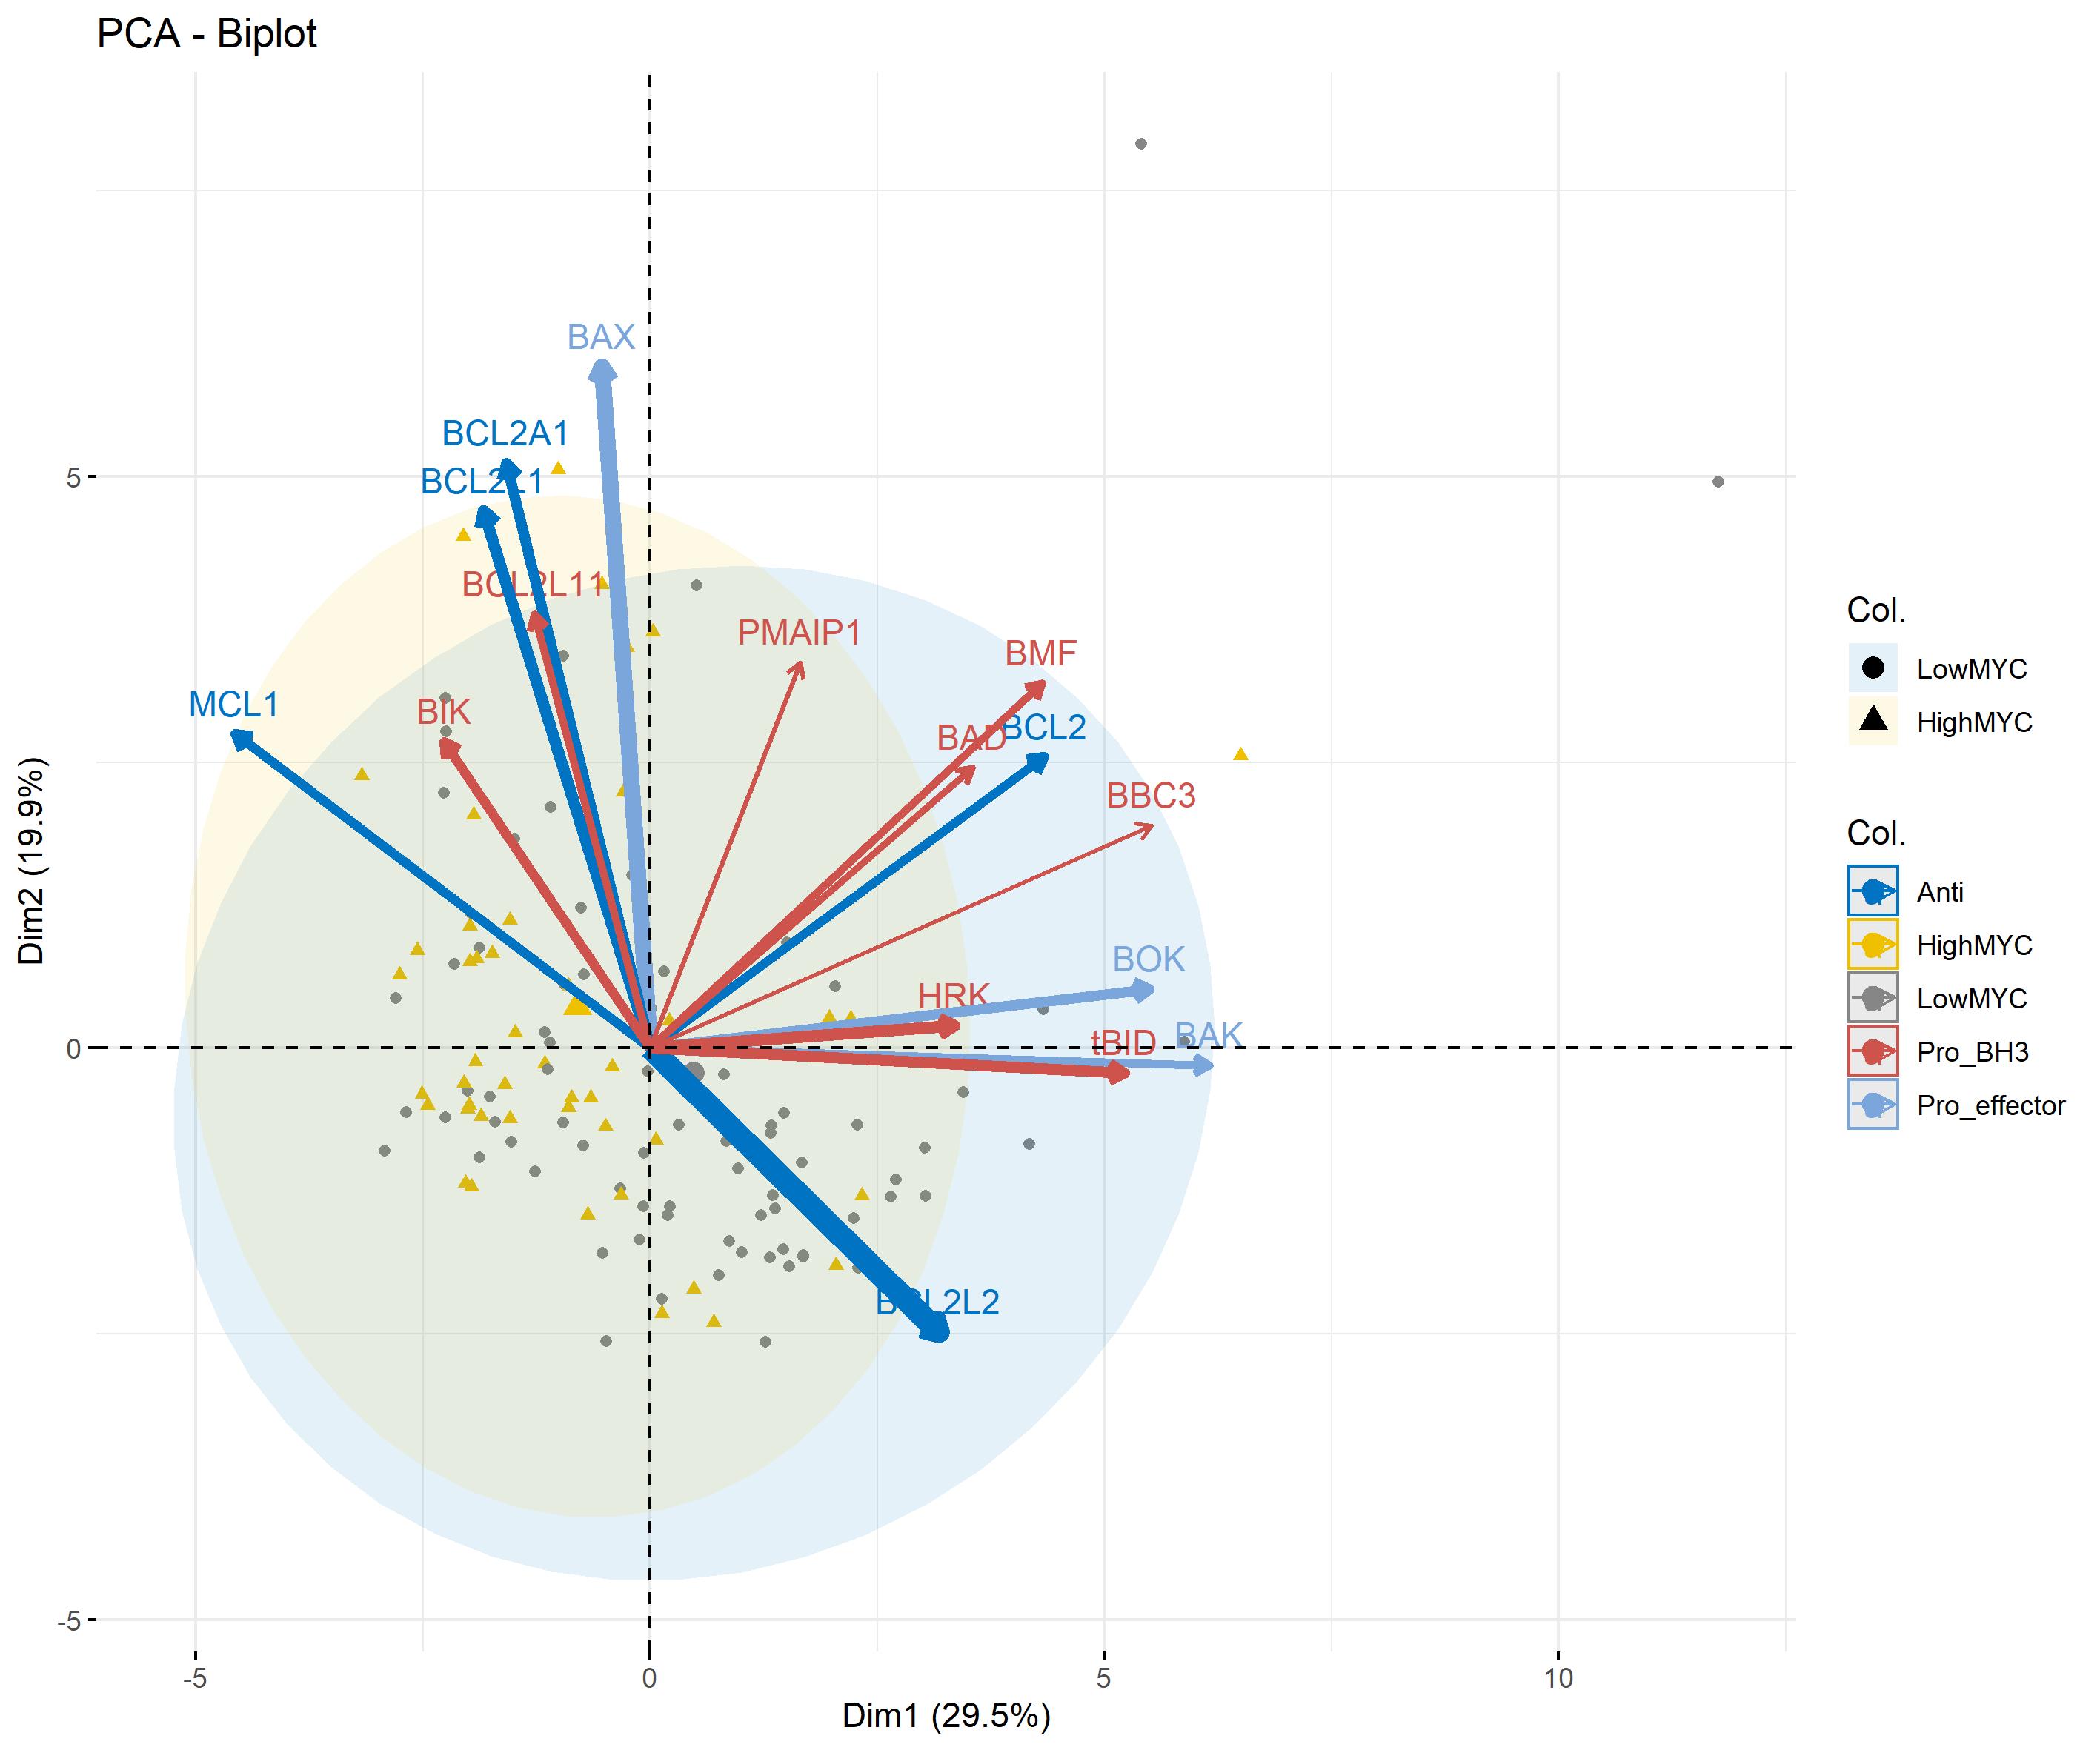 PCA - Biplot
BAX
BCL2A1
5
BCL2L1
BCL2L11
PMAIP1
BMF
MCL1
BIK
BCL2
BAD
BBC3
BOK
HRK
tBID
BAK
0
BCL2L2
-5
-5
0
5
10
Dim1 (29.5%)
Dim2 (19.9%)
Col.
LowMYC
HighMYC
Col.
Anti
HighMYC
LowMYC
Pro_BH3
Pro_effector